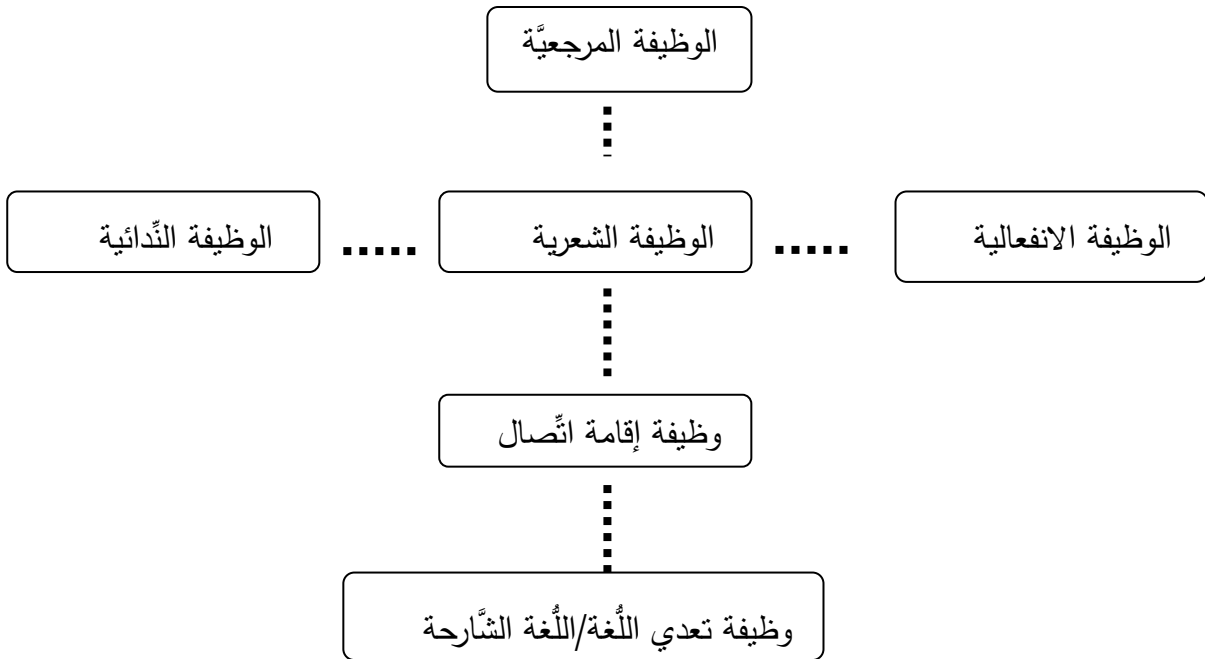 الوظيفة المرجعيَّة
الوظيفة الانفعالية
الوظيفة الشعرية
الوظيفة النِّدائية
وظيفة إقامة اتِّصال
وظيفة تعدي اللُّغة/اللُّغة الشَّارحة